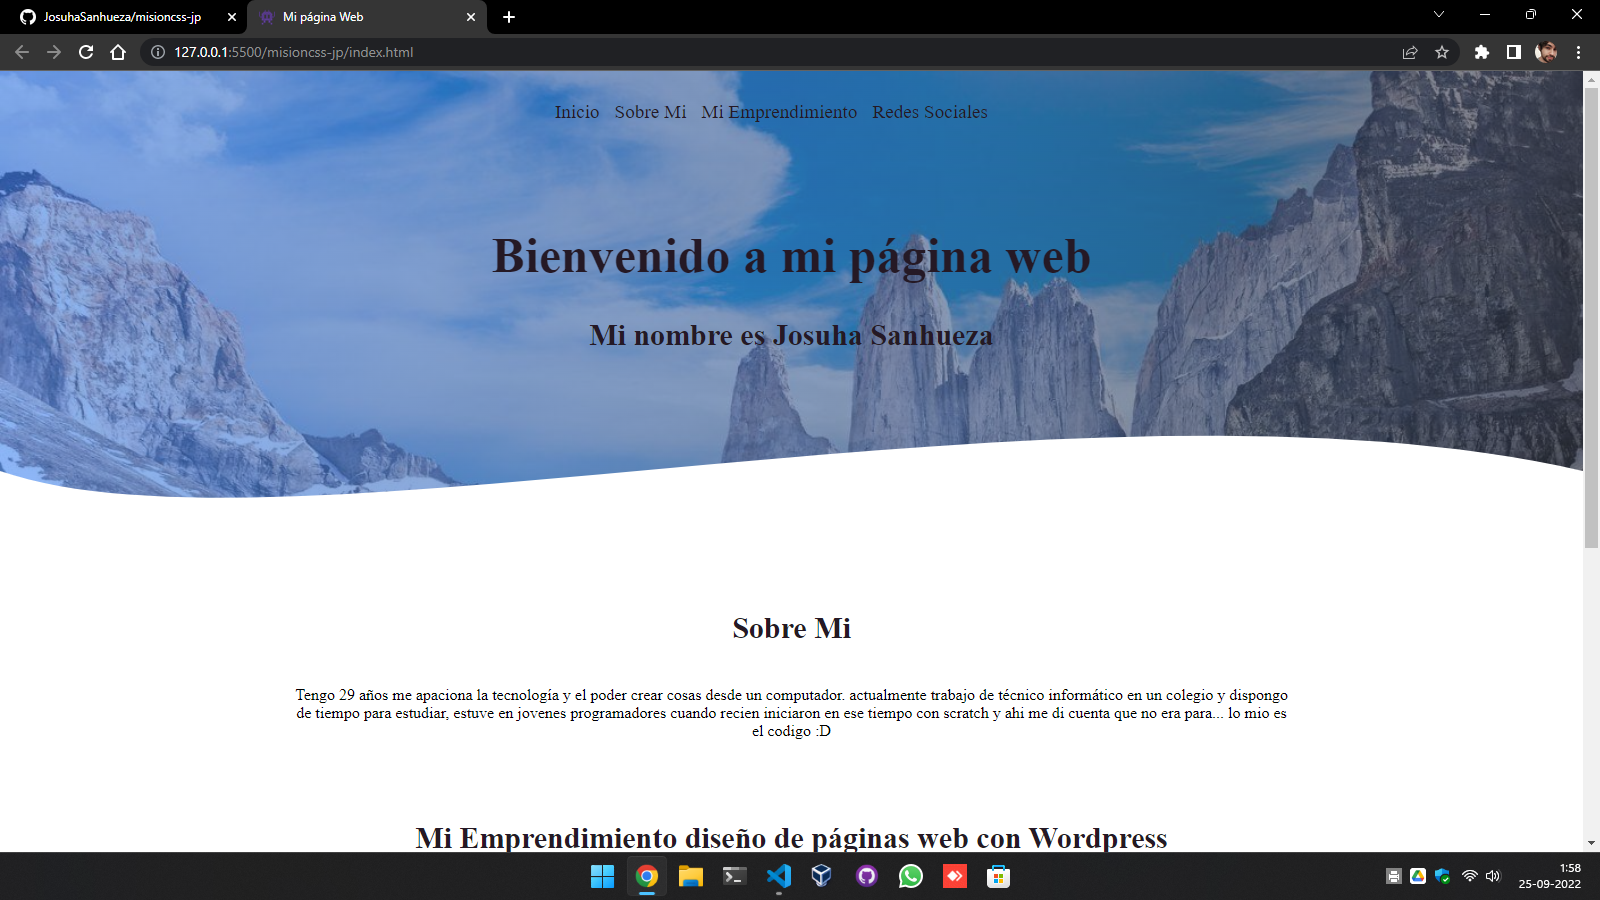 JosuhaSanhueza/misioncss-jp
Mi página Web
127.0.0.1:5500/misioncss-jp/index.html
Inicio Sobre Mi Mi Emprendimiento Redes Sociales
Bienvenido a mi página web
Mi nombre es Josuha Sanhueza
Sobre Mi
Tengo 29 años me apaciona la tecnología y el poder crear cosas desde un computador. actualmente trabajo de técnico informático en un colegio y dispongo
de tiempo para estudiar, estuve en jovenes programadores cuando recien iniciaron en ese tiempo con scratch y ahi me di cuenta que no era para... lo mio es
el codigo :D
Mi Emprendimiento diseño de páginas web con Wordpress
1:58
25-09-2022